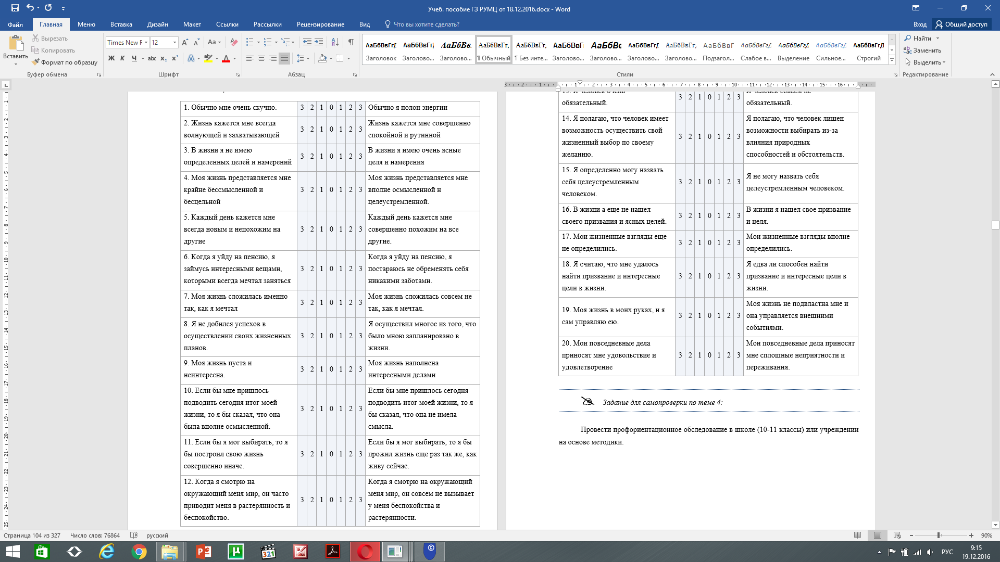 Учеб. пособие ГЗ РУМЦ от 18.12.2016.docx - Word
Файл Главная Меню Вставка Дизайн Макет Ссылки Рассылки Рецензирование Вид Что вы хотите сделать? Вход Общий доступ
Вставить
Вырезать
Копировать
Формат по образцу
Буфер обмена
Times New R 12
Ж К Ч abc x₂ x²
Шрифт
Абзац
АаБбВвГгД АаБбВвГг АаБбВв. АаБбВвГг, АаБбВвГг, АаБбВвГ АаБбВв АаБбВвГгД АаБбВвГг, АаБбВвГ АаБбВвГгД АаБбВвГгД АаБбВвГгД АаБбВвГгД
Заголовок Заголово... Заголово... ¶ Обычный ¶ Без инте... Заголово... Заголово... Заголово... Заголово... Подзагол... Слабое в... Выделение Сильное... Строгий
Стили
Найти
Заменить
Выделить
Редактирование
1. Обычно мне очень скучно. 3 2 1 0 1 2 3 Обычно я полон энергии
2. Жизнь кажется мне всегда
волнующей и захватывающей
3 2 1 0 1 2 3
Жизнь кажется мне совершенно
спокойной и рутинной
3. В жизни я не имею
определенных целей и намерений
3 2 1 0 1 2 3
В жизни я имею очень ясные
целя и намерения
4. Моя жизнь представляется мне
крайне бессмысленной и
бесцельной
3 2 1 0 1 2 3
Моя жизнь представляется мне
вполне осмысленной н
целеустремленной.
5. Каждый день кажется мне
всегда новым и непохожим на
другие
3 2 1 0 1 2 3
Каждый день кажется мне
совершенно похожим на все
другие.
6. Когда я уйду на пенсию, я
займусь интересными вещами,
которыми всегда мечтал заняться
3 2 1 0 1 2 3
Когда я уйду на пенсию, я
постараюсь не обременять себя
никакими заботами.
7. Моя жизнь сложилась именно
так, как я мечтал
3 2 1 0 1 2 3
Моя жизнь сложилась совсем не
так, как я мечтал.
8. Я не добился успехов в
осуществлении своих жизненных
планов.
3 2 1 0 1 2 3
Я осуществил многое из того, что
было мною запланировано в
жизни.
9. Моя жизнь пуста и
неинтересна.
3 2 1 0 1 2 3
Моя жизнь наполнена
интересными делами
10. Если бы мне пришлось
подводить сегодня итог моей
жизни, то я бы сказал, что она
была вполне осмысленной.
3 2 1 0 1 2 3
Если бы мне пришлось сегодня
подводить итог моей жизни, то я
бы сказал, что она не имела
смысла.
11. Если бы я мог выбирать, то я
бы построил свою жизнь
совершенно иначе.
3 2 1 0 1 2 3
Если бы я мог выбирать, то я бы
прожил жизнь еще раз так же, как
живу сейчас.
12. Когда я смотрю на
окружающий меня мир, он часто
приводит меня в растерянность и
беспокойство.
3 2 1 0 1 2 3
Когда я смотрю на окружающий
меня мир, он совсем не вызывает
у меня беспокойства и
растерянности.
обязательный.
3 2 1 0 1 2 3
Я человек совсем не
обязательный.
14. Я полагаю, что человек имеет
возможность осуществить свой
жизненный выбор по своему
желанию.
3 2 1 0 1 2 3
Я полагаю, что человек лишен
возможности выбирать из-за
влияния природных
способностей и обстоятельств.
15. Я определенно могу назвать
себя целеустремленным
человеком.
3 2 1 0 1 2 3
Я не могу назвать себя
целеустремленным человеком.
16. В жизни а еще не нашел
своего призвания и ясных целей.
3 2 1 0 1 2 3
В жизни я нашел свое призвание
и целя.
17. Мои жизненные взгляды еще
не определились.
3 2 1 0 1 2 3
Мои жизненные взгляды вполне
определились.
18. Я считаю, что мне удалось
найти призвание и интересные
цели в жизни.
3 2 1 0 1 2 3
Я едва ли способен найти
призвание и интересные цели в
жизни.
19. Моя жизнь в моих руках, и я
сам управляю ею.
3 2 1 0 1 2 3
Моя жизнь не подвластна мне и
она управляется внешними
событиями.
20. Мои повседневные дела
приносят мне удовольствие и
удовлетворение
3 2 1 0 1 2 3
Мои повседневные дела приносят
мне сплошные неприятности и
переживания.
Задание для самопроверки по теме 4:
Провести профориентационное обследование в школе (10-11 классы) или учреждении
на основе методики.
Страница 104 из 327 Число слов: 76864 русский 90%
РУС 9:15
19.12.2016